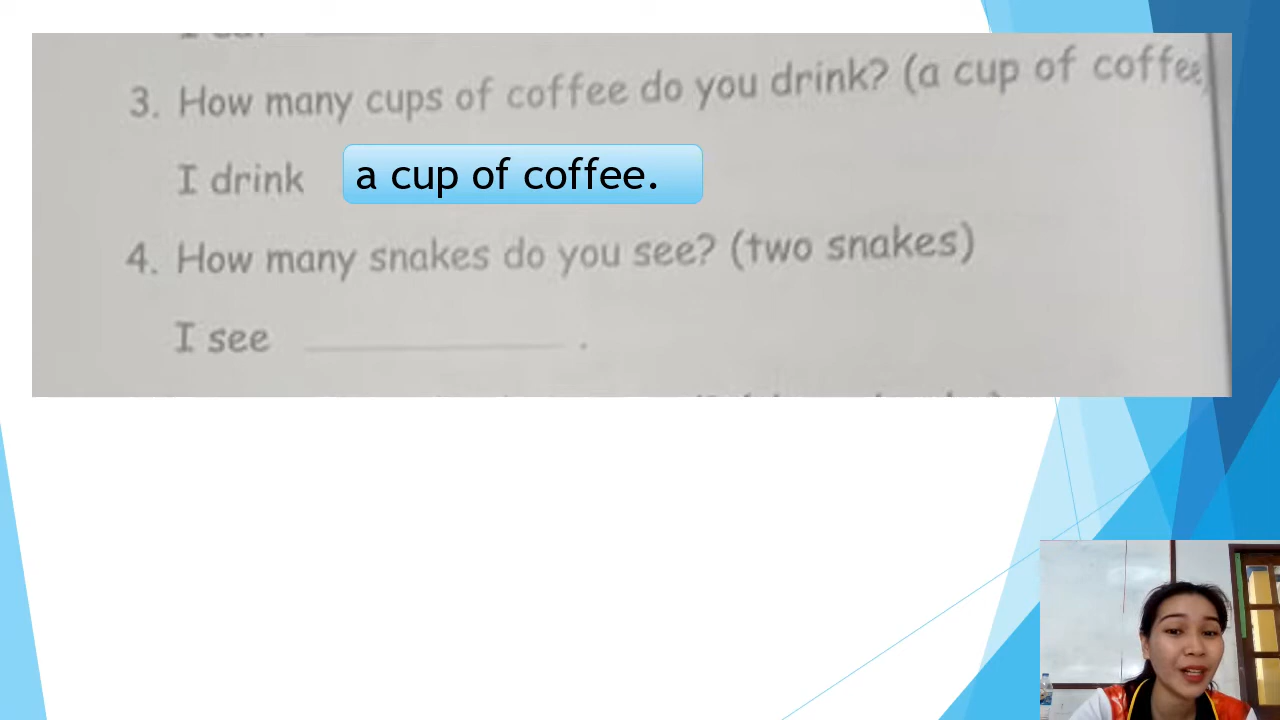 3. How many cups of coffee do you drink? (a cup of coffee)
I drink a cup of coffee.
4. How many snakes do you see? (two snakes)
I see ____________ .